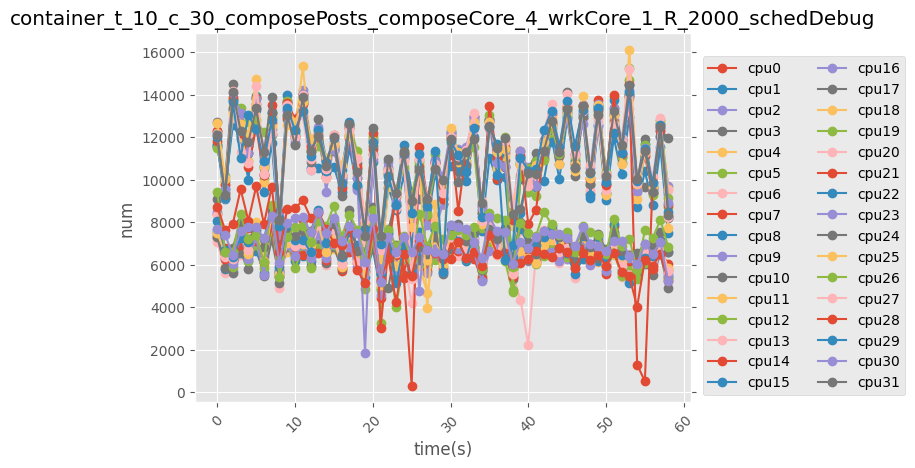 container_t_10_c_30_composePosts_composeCore_4_wrkCore_1_R_2000_schedDebug
16000
14000
12000
10000
8000
6000
4000
2000
0
num
0
10
20
30
40
50
60
time(s)
cpu0
cpu1
cpu2
cpu3
cpu4
cpu5
cpu6
cpu7
cpu8
cpu9
cpu10
cpu11
cpu12
cpu13
cpu14
cpu15
cpu16
cpu17
cpu18
cpu19
cpu20
cpu21
cpu22
cpu23
cpu24
cpu25
cpu26
cpu27
cpu28
cpu29
cpu30
cpu31